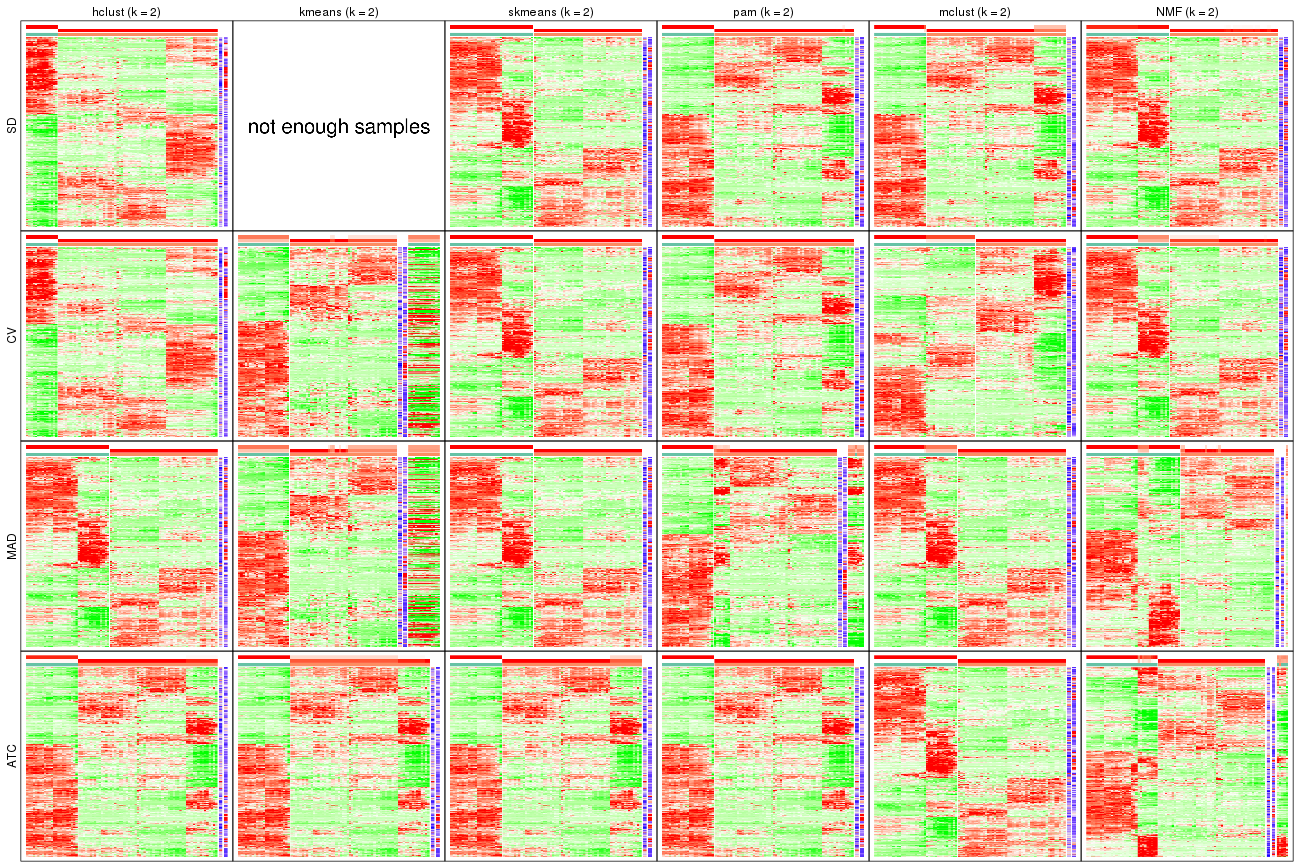 hclust (k = 2)
kmeans (k = 2)
skmeans (k = 2)
pam (k = 2)
mclust (k = 2)
NMF (k = 2)
SD
not enough samples
CV
MAD
ATC